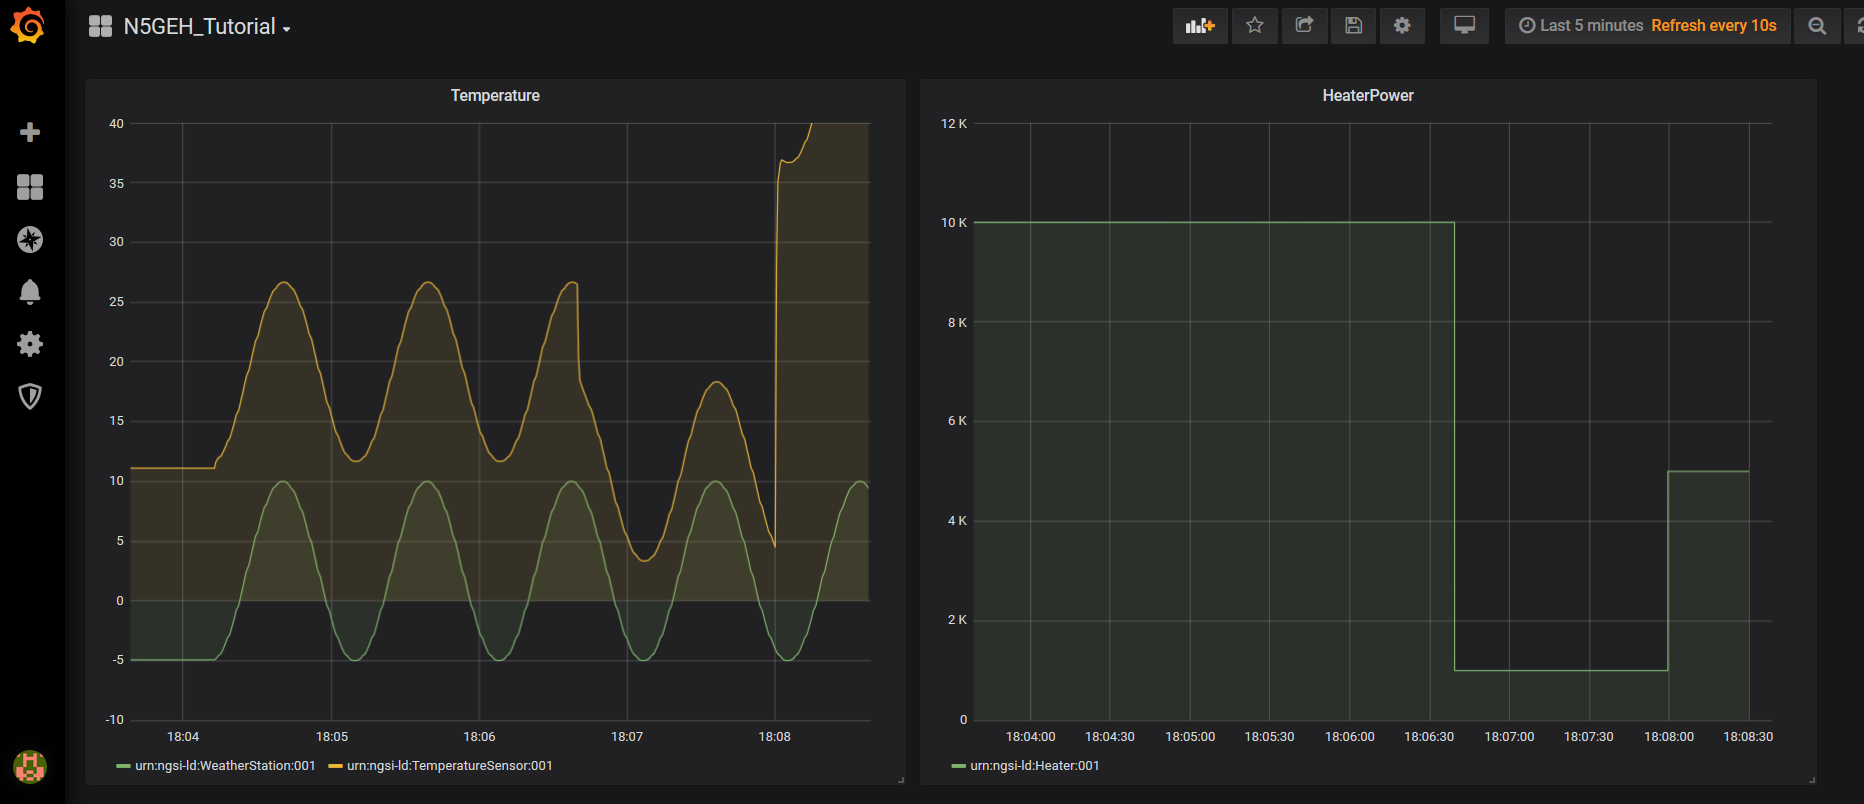 N5GEH_Tutorial
Last 5 minutes Refresh every 10s
Temperature
40
35
30
25
20
15
10
5
0
-5
-10
18:04 18:05 18:06 18:07 18:08
urn:ngsi-ld:WeatherStation:001 urn:ngsi-ld:TemperatureSensor:001
HeaterPower
12 K
10 K
8 K
6 K
4 K
2 K
0
18:04:00 18:04:30 18:05:00 18:05:30 18:06:00 18:06:30 18:07:00 18:07:30 18:08:00 18:08:30
urn:ngsi-ld:Heater:001